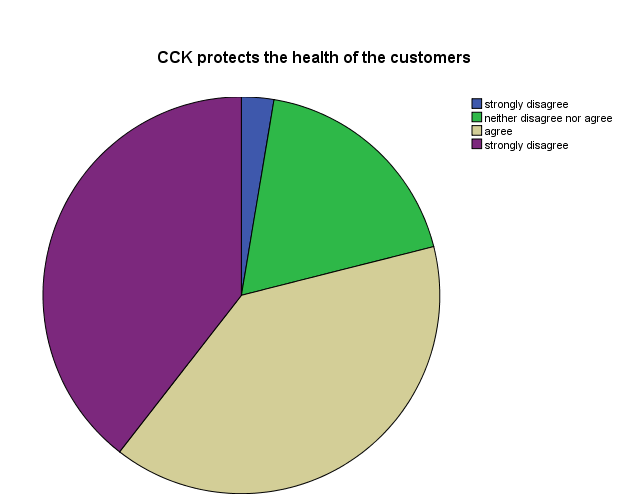 CCK protects the health of the customers
strongly disagree
neither disagree nor agree
agree
strongly disagree